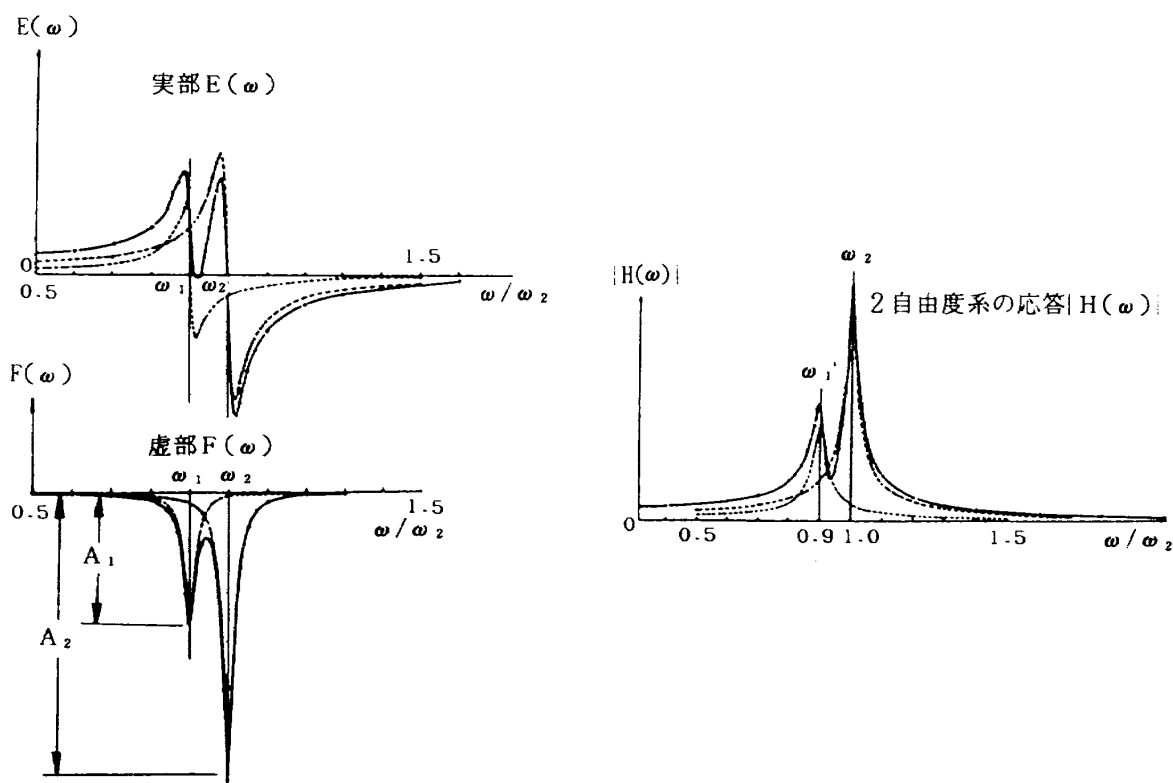 E(ω)
実部E(ω)
0
0.5
ω₁
ω₂
1.5
ω/ω₂
F(ω)
虚部F(ω)
ω₁
ω₂
0.5
1.5
ω/ω₂
A₁
A₂
|H(ω)|
ω₂
2自由度系の応答|H(ω)|
ω₁'
0
0.5
0.9
1.0
1.5
ω/ω₂